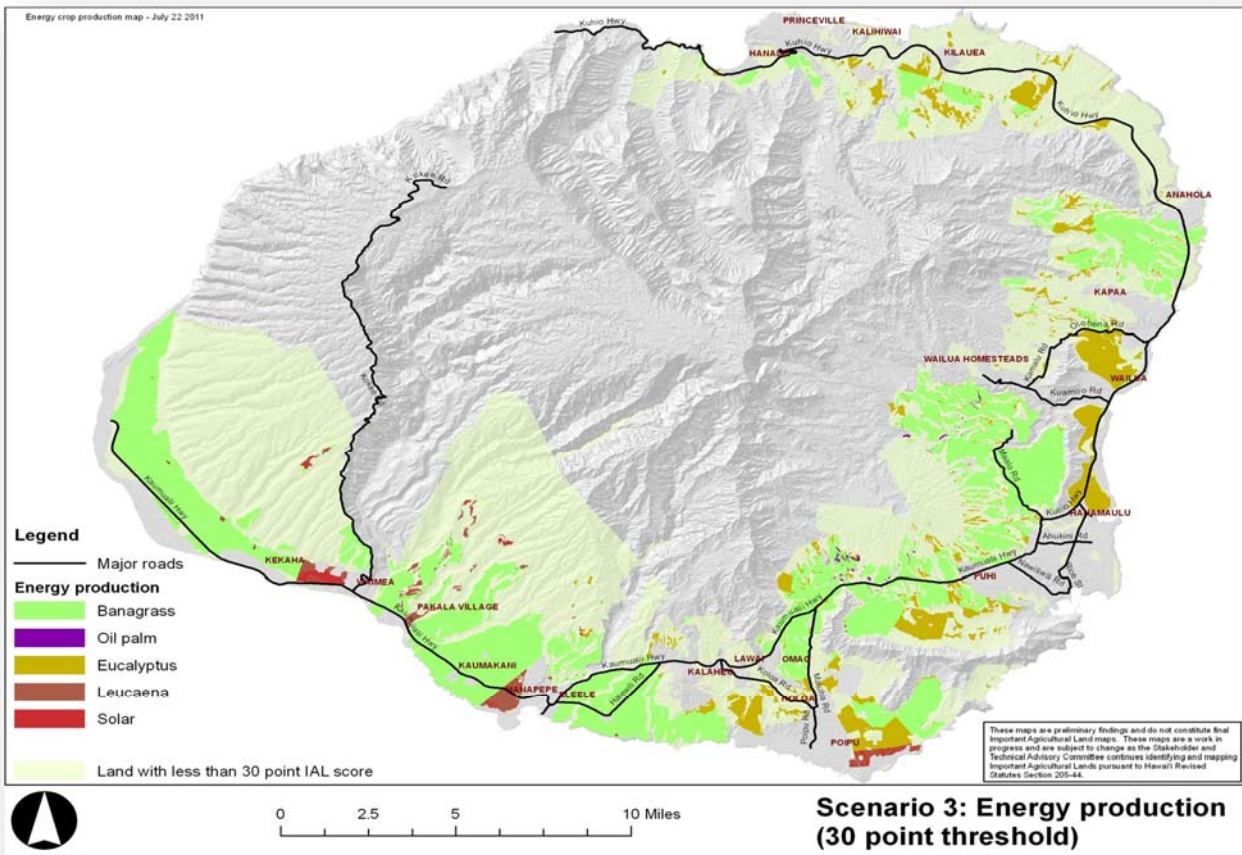 Energy crop production map - July 22 2011
Kuhio Hwy
PRINCEVILLE
KALIHIWAI
HANALEI
Kuhio Hwy
KILAUEA
Kuhio Hwy
Kokee Rd
ANAHOLA
KAPAA
Olohena Rd
WAILUA HOMESTEADS
Kamalu Rd
WAILUA
Kuamoo Rd
Maalo Rd
Kaumualii Hwy
Kuhio Hwy
HANAMAULU
Ahukini Rd
Kaumualii Hwy
PUHI
Nawiliwili Rd
Rice St
KEKAHA
WAIMEA
PAKALA VILLAGE
Kaumualii Hwy
KAUMAKANI
HANAPEPE
ELEELE
Halewili Rd
Kaumualii Hwy
KALAHEO
LAWAI
Kaumualii Hwy
OMAO
Koloa Rd
Maluhia Rd
KOLOA
Poipu Rd
POIPU
Legend
Major roads
Energy production
Banagrass
Oil palm
Eucalyptus
Leucaena
Solar
Land with less than 30 point IAL score
These maps are preliminary findings and do not constitute final
Important Agricultural Land maps. These maps are a work in
progress and are subject to change as the Stakeholder and
Technical Advisory Committee continues identifying and mapping
Important Agricultural Lands pursuant to Hawai'i Revised
Statutes Section 205-44.
0 2.5 5 10 Miles
Scenario 3: Energy production
(30 point threshold)